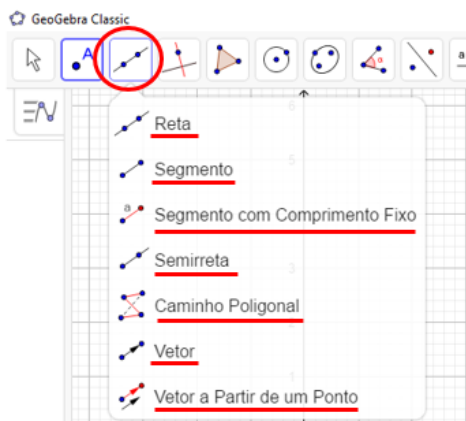 GeoGebra Classic
A
a
Reta
Segmento
a
Segmento com Comprimento Fixo
Semirreta
Caminho Poligonal
Vetor
Vetor a Partir de um Ponto